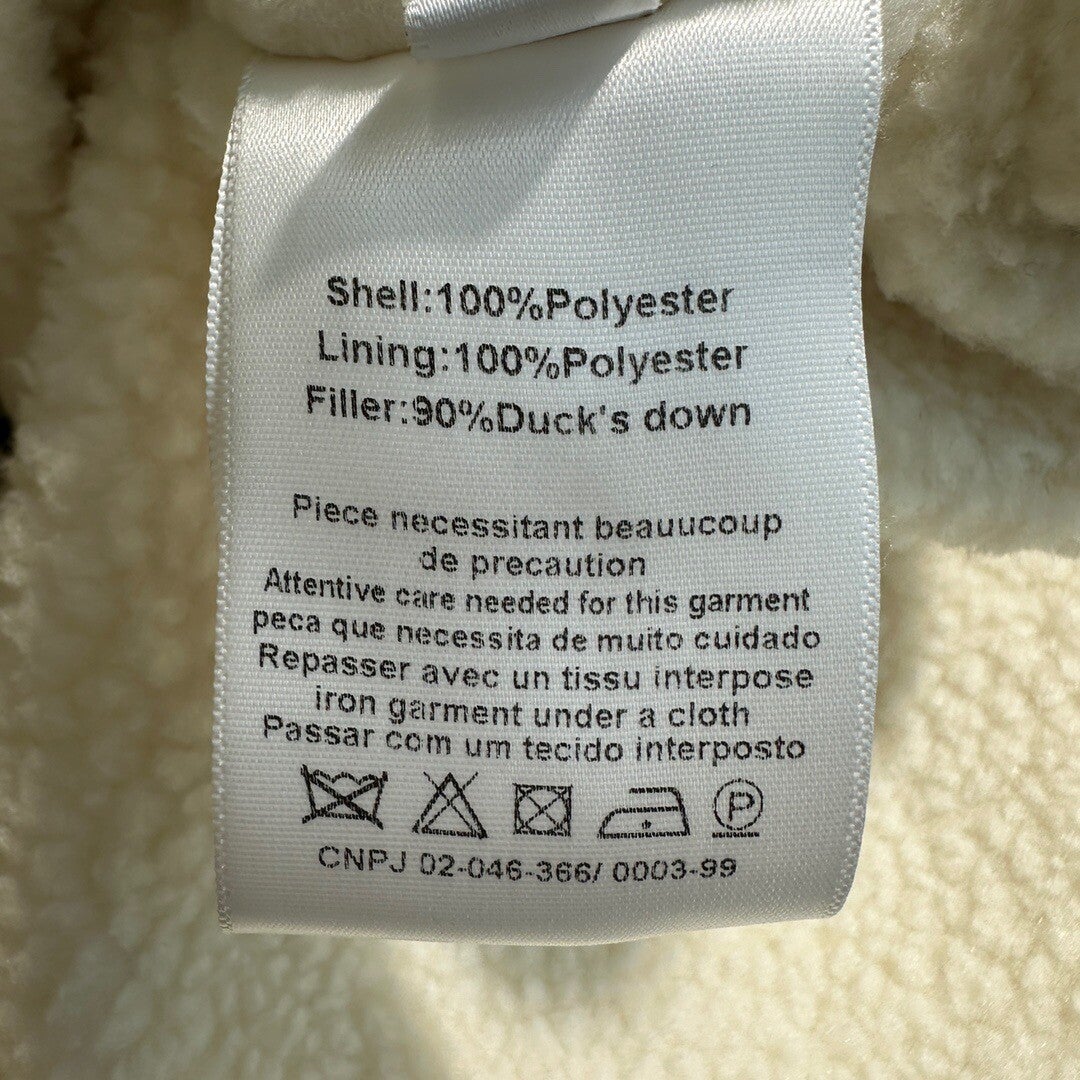 Shell:100%Polyester
Lining:100%Polyester
Filler:90%Duck's down
Piece necessitant beauucoup
de precaution
Attentive care needed for this garment
peca que necessita de muito cuidado
Repasser avec un tissu interpose
iron garment under a cloth
Passar com um tecido interposto
P
CNPJ 02-046-366/ 0003-99